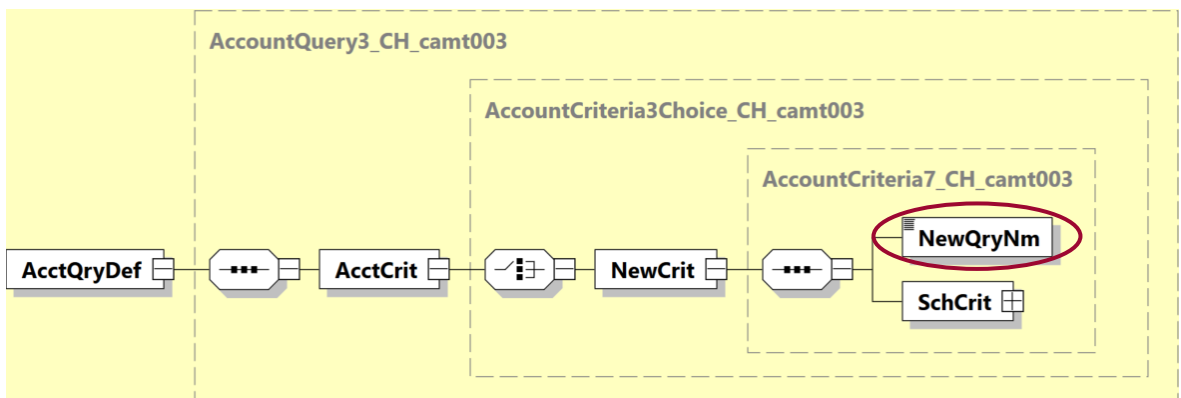 AccountQuery3_CH_camt003
AccountCriteria3Choice_CH_camt003
AccountCriteria7_CH_camt003
NewQryNm
AcctQryDef
AcctCrit
NewCrit
SchCrit